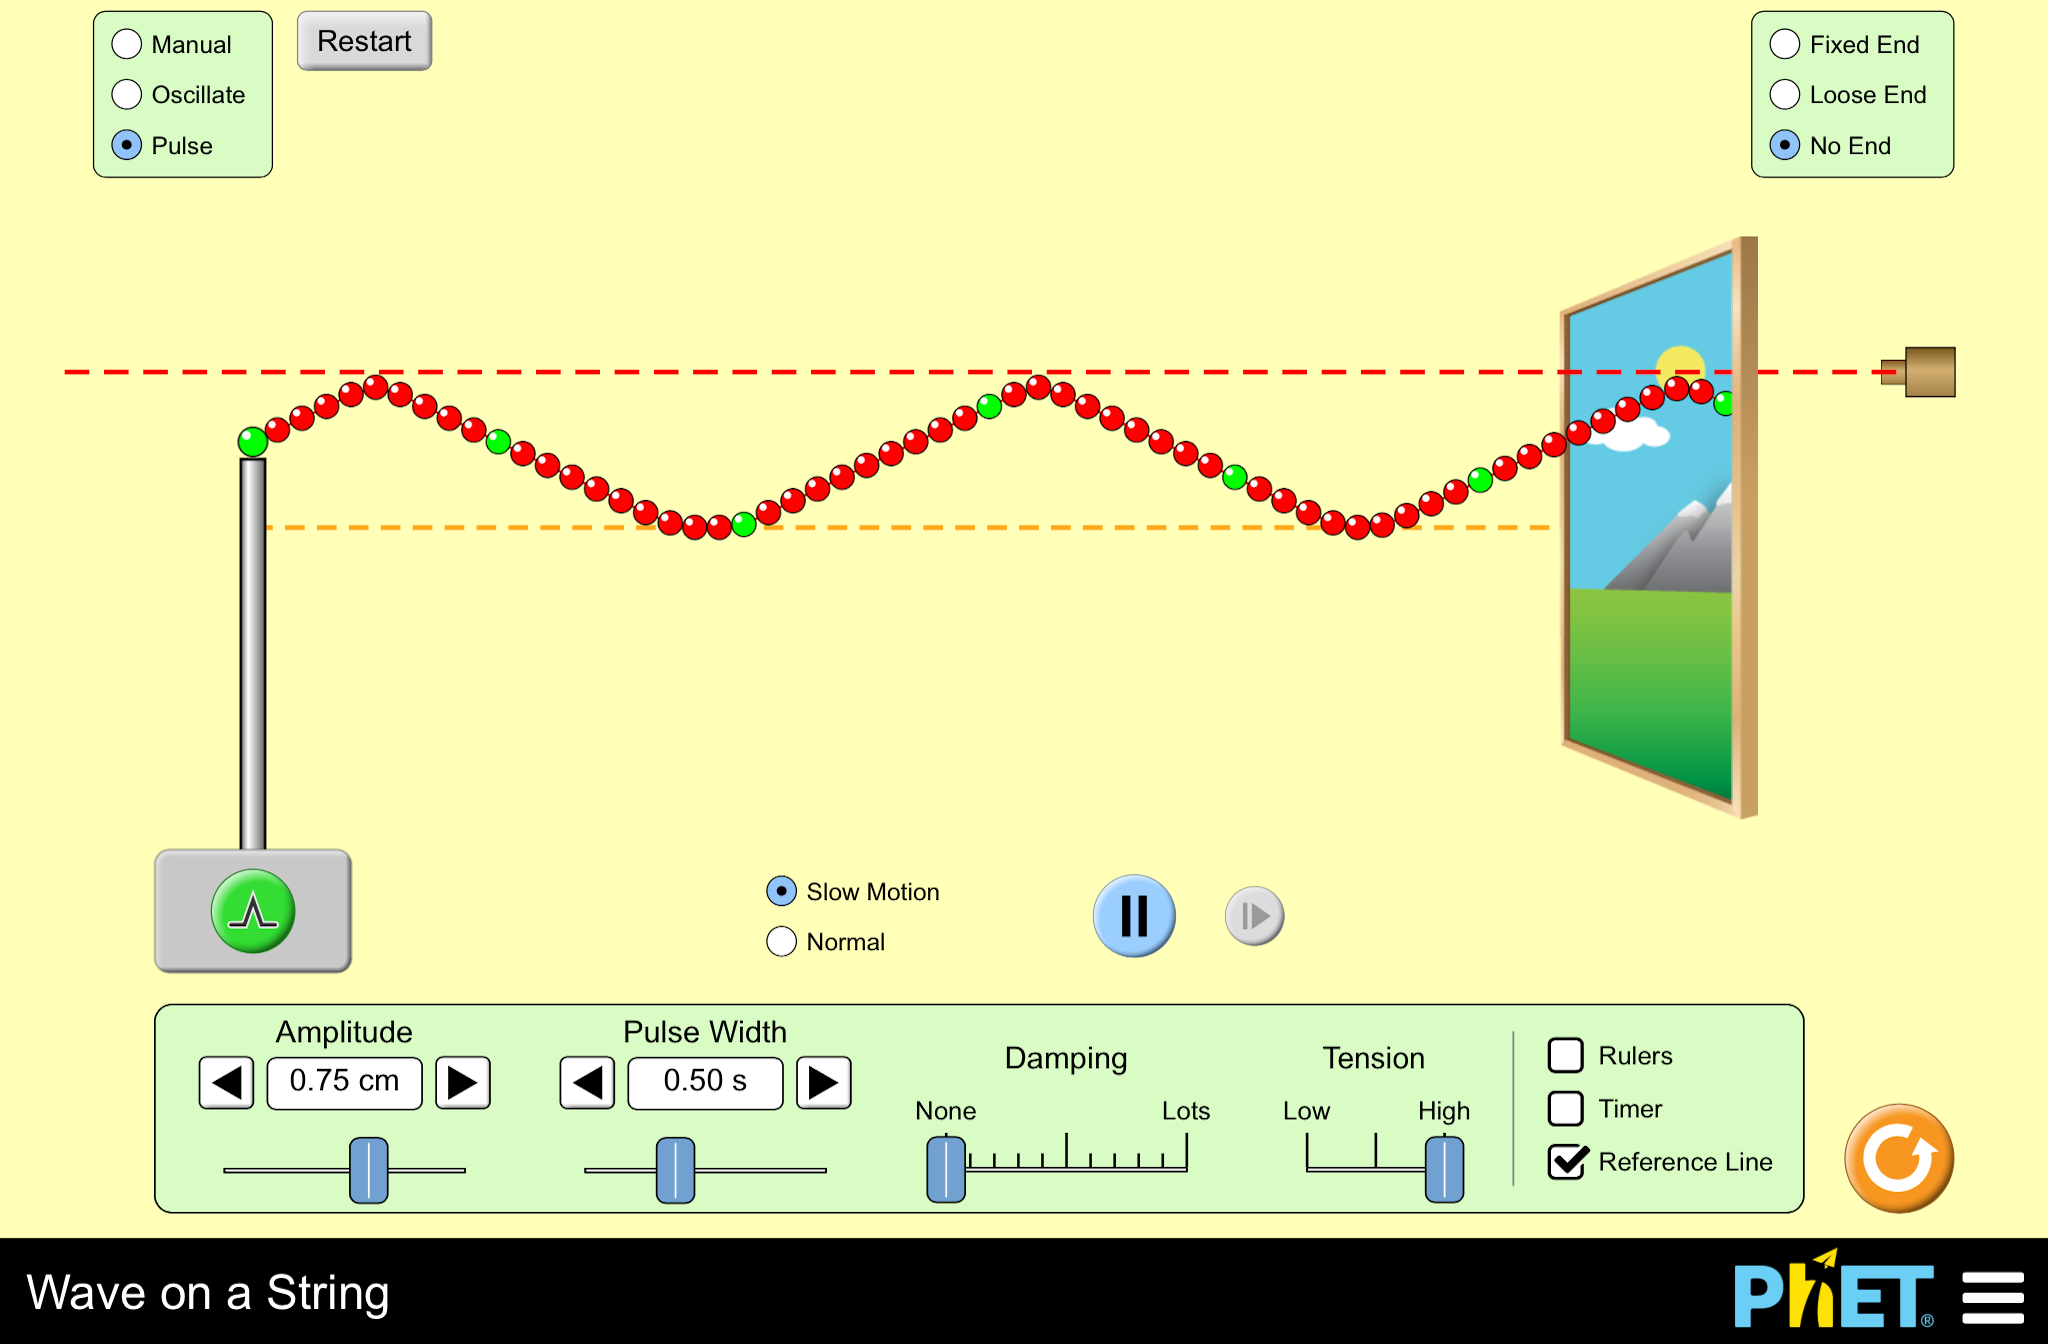 Manual
Oscillate
Pulse
Restart
Fixed End
Loose End
No End
Slow Motion
Normal
Amplitude
0.75 cm
Pulse Width
0.50 s
Damping
None
Lots
Tension
Low
High
Rulers
Timer
Reference Line
Wave on a String
PhET®